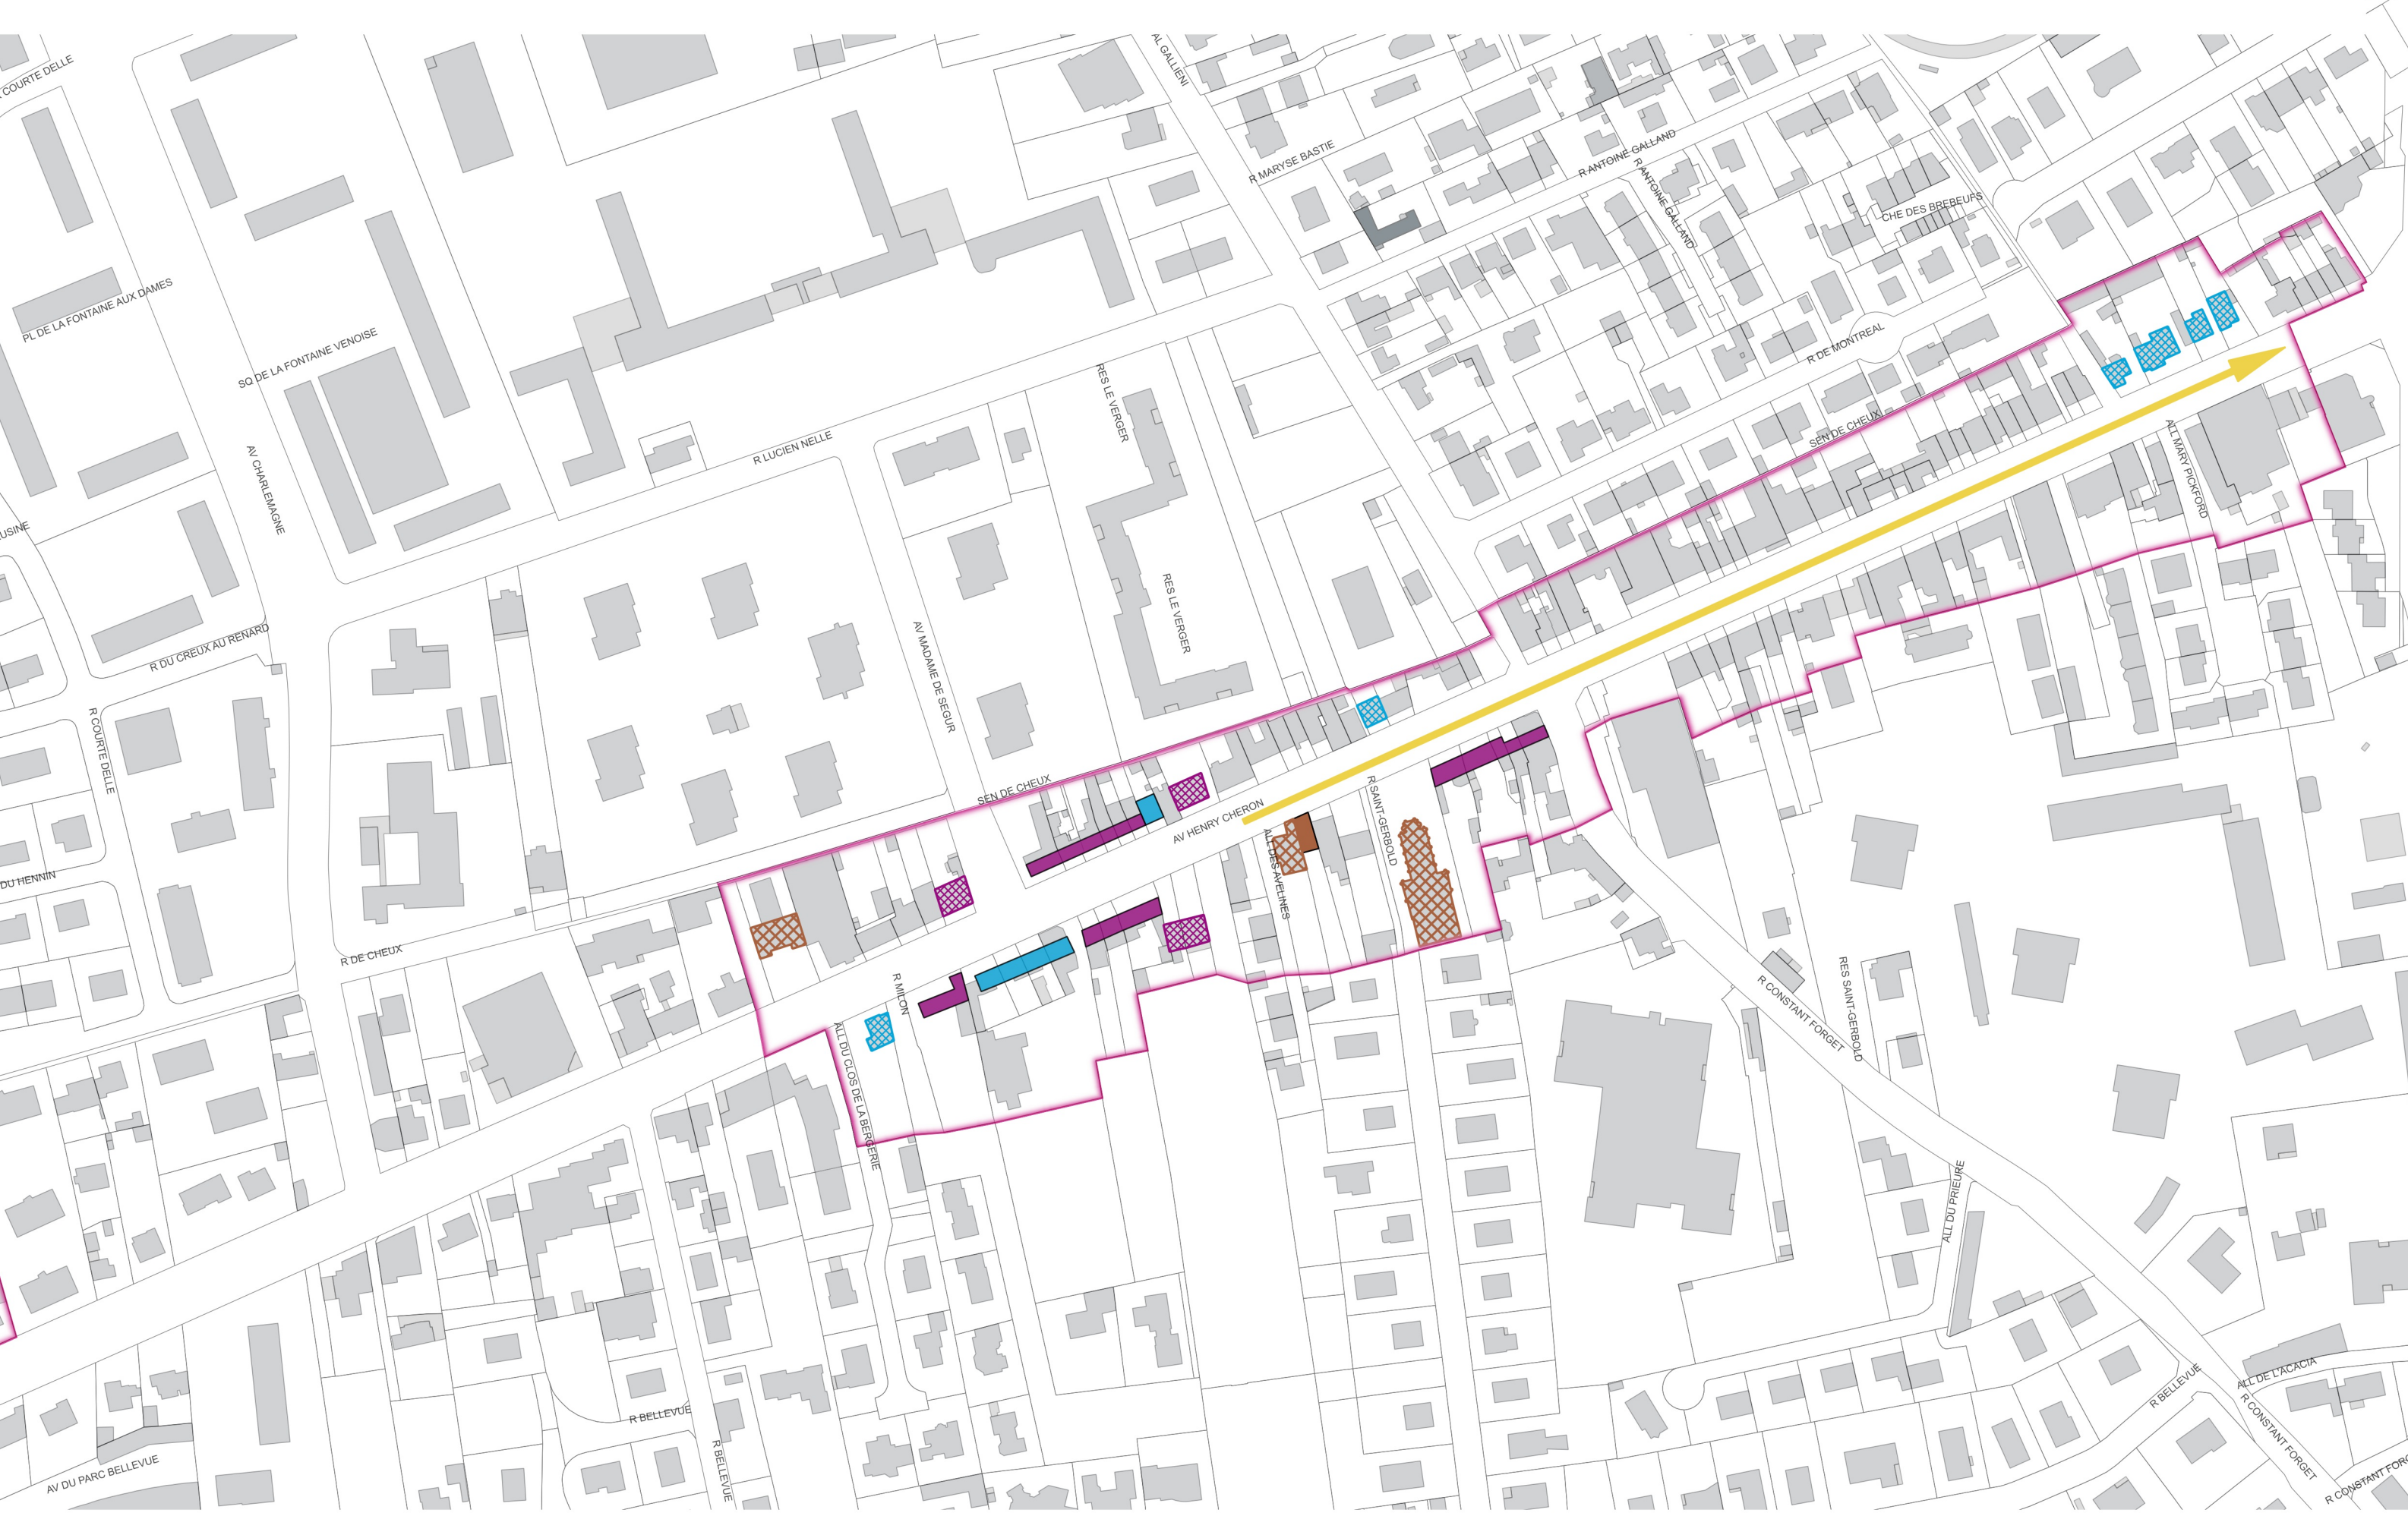 COURTE DELLE
AL GALLIENI
R MARYSE BASTIE
R ANTOINE GALLAND
R ANTOINE GALLAND
CHE DES BREBEUFS
PL DE LA FONTAINE AUX DAMES
SQ DE LA FONTAINE VENOISE
R DE MONTREAL
RES LE VERGER
SEN DE CHEUX
R LUCIEN NELLE
AV CHARLEMAGNE
ALL MARY PICKFORD
USINE
RES LE VERGER
R DU CREUX AU RENARD
AV MADAME DE SEGUR
R COURTE DELLE
SEN DE CHEUX
AV HENRY CHERON
R SAINT-GERBOLD
ALL DES AVELINES
DU HENNIN
R DE CHEUX
R MILON
R CONSTANT FORGET
RES SAINT-GERBOLD
ALL DU CLOS DE LA BERGERIE
ALL DU PRIEURE
R BELLEVUE
R BELLEVUE
ALL DE L'ACACIA
R BELLEVUE
R CONSTANT FORGET
AV DU PARC BELLEVUE
R CONSTANT FORG